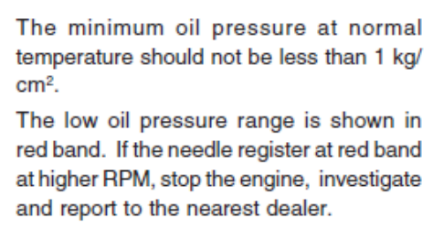 The minimum oil pressure at normal
temperature should not be less than 1 kg/
cm².
The low oil pressure range is shown in
red band. If the needle register at red band
at higher RPM, stop the engine, investigate
and report to the nearest dealer.